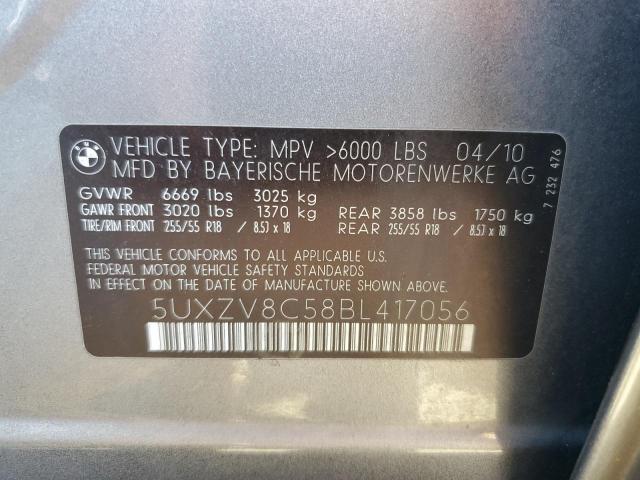 BMW
VEHICLE TYPE: MPV >6000 LBS 04/10
MFD BY BAYERISCHE MOTORENWERKE AG
GVWR 6669 lbs 3025 kg
GAWR FRONT 3020 lbs 1370 kg REAR 3858 lbs 1750 kg
TIRE/RIM FRONT 255/55 R18 / 8.5J x 18 REAR 255/55 R18 / 8.5J x 18
THIS VEHICLE CONFORMS TO ALL APPLICABLE U.S.
FEDERAL MOTOR VEHICLE SAFETY STANDARDS IN
EFFECT ON THE DATE OF MANUFACTURE SHOWN ABOVE.
5UXZV8C58BL417056
7 232 476